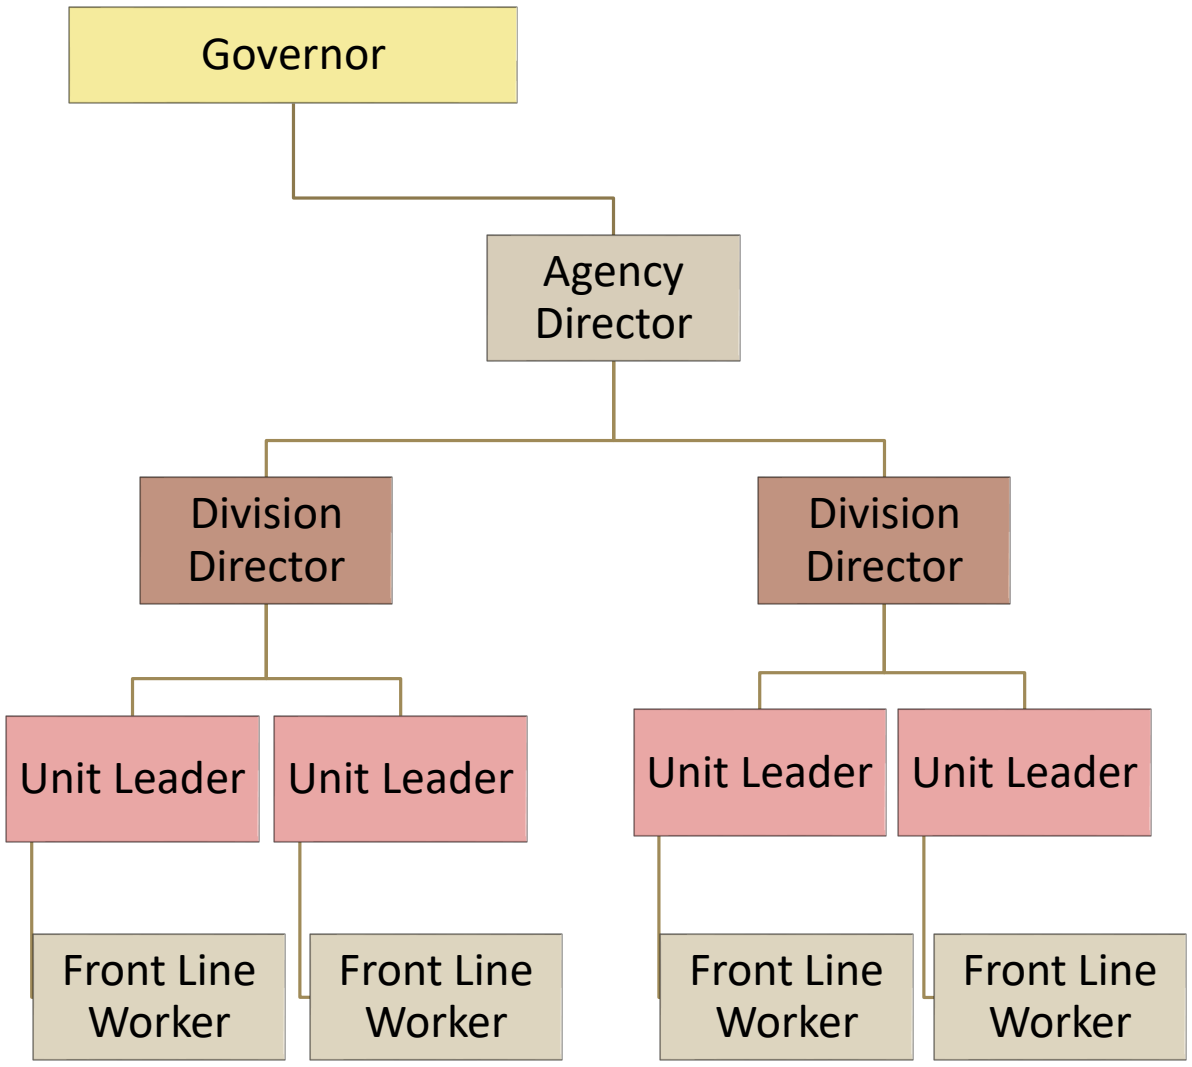 Governor
Agency
Director
Division
Director
Division
Director
Unit Leader
Unit Leader
Unit Leader
Unit Leader
Front Line
Worker
Front Line
Worker
Front Line
Worker
Front Line
Worker